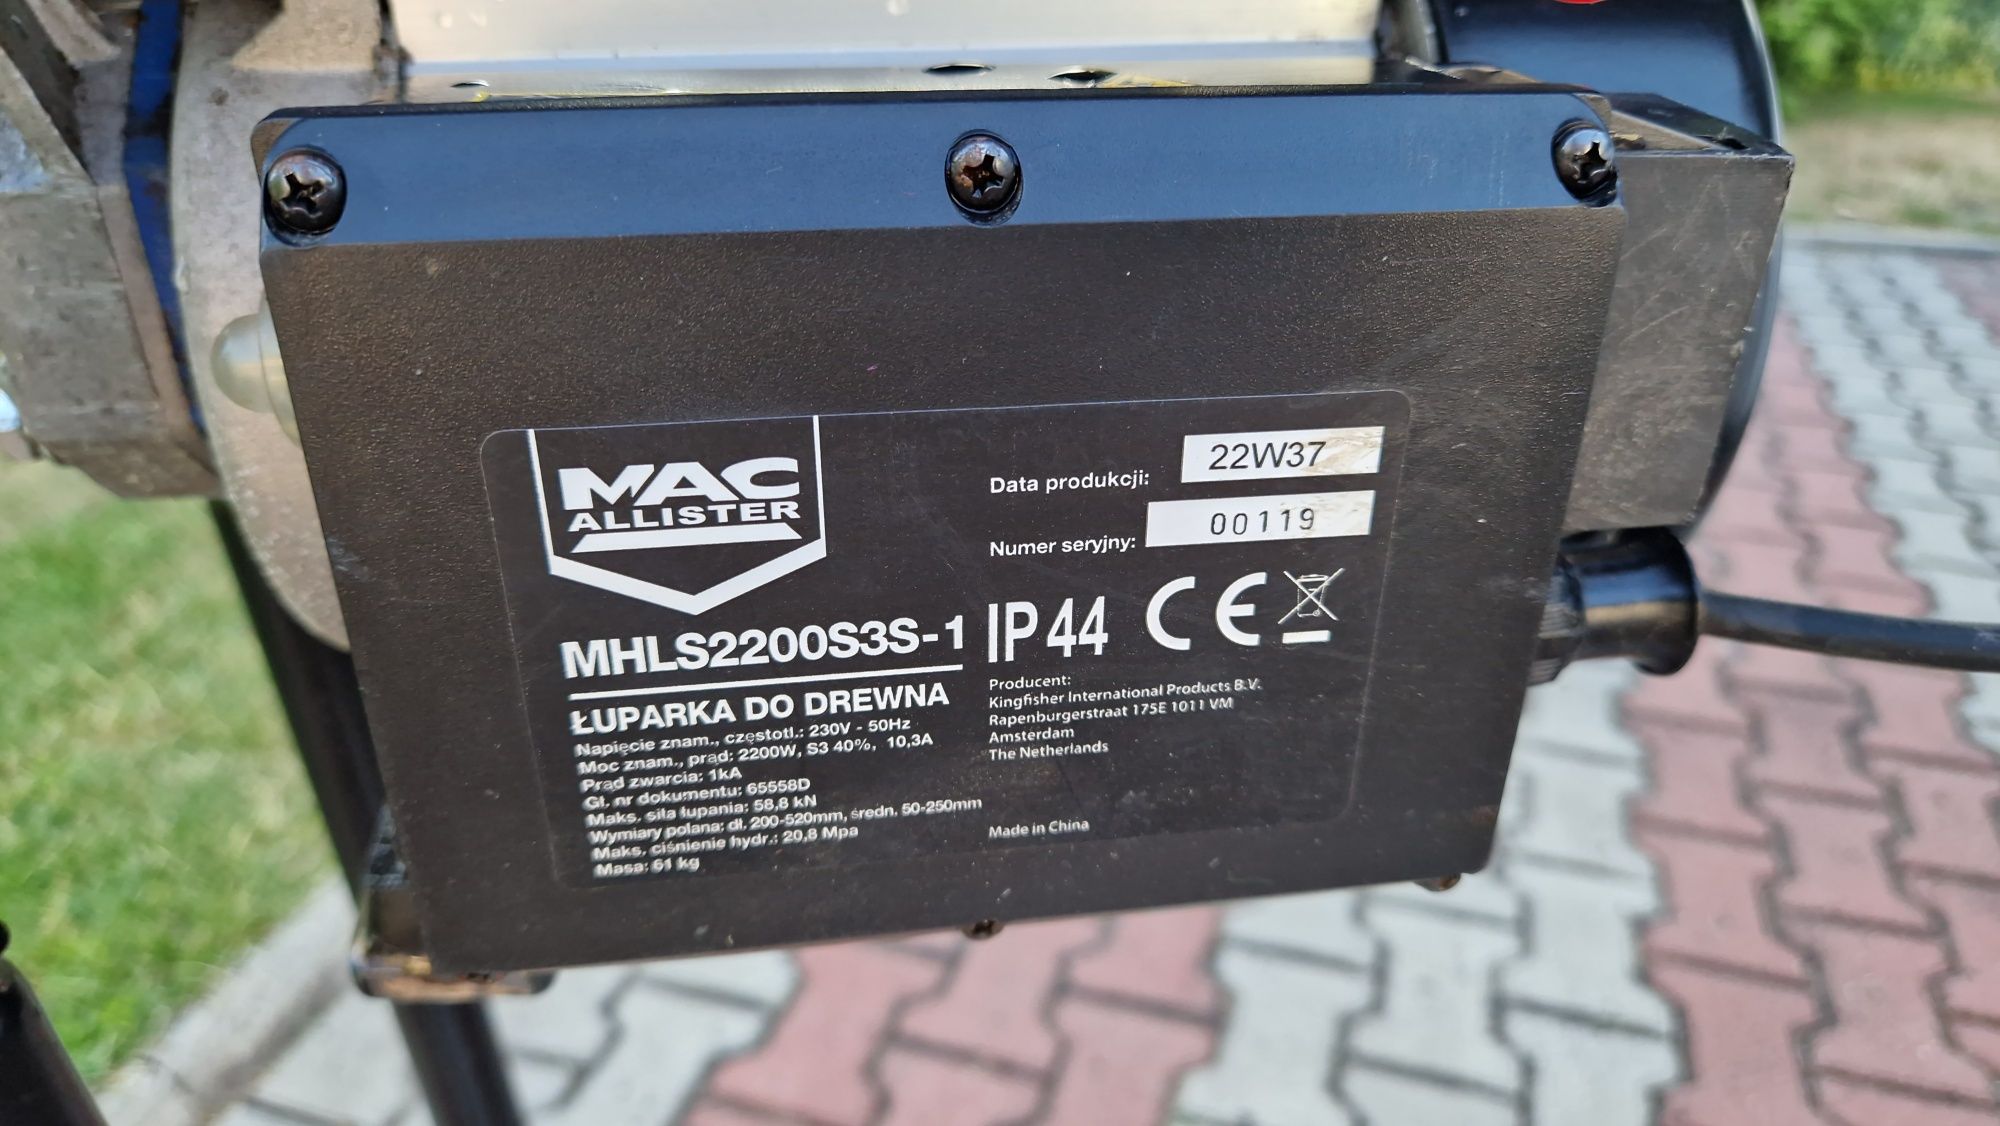 MAC
ALLISTER
MHLS2200S3S-1
ŁUPARKA DO DREWNA
Napięcie znam., częstotl.: 230V - 50Hz
Moc znam., prąd: 2200W, S3 40%, 10,3A
Prąd zwarcia: 1kA
Gł. nr dokumentu: 65558D
Maks. siła łupania: 58,8 kN
Wymiary polana: dł. 200-520mm, średn. 50-250mm
Maks. ciśnienie hydr.: 20,8 Mpa
Masa: 61 kg
Data produkcji: 22W37
Numer seryjny: 00119
IP44 CE
Producent:
Kingfisher International Products B.V.
Rapenburgerstraat 175E 1011 VM
Amsterdam
The Netherlands
Made in China